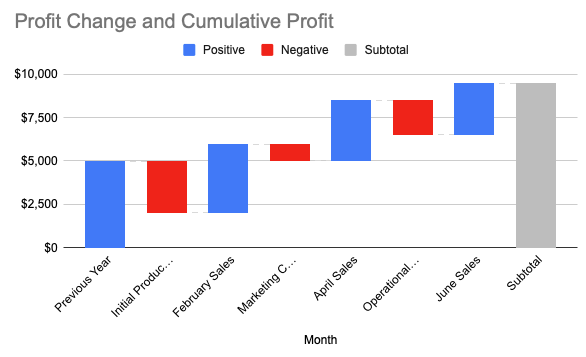 Profit Change and Cumulative Profit
Positive Negative Subtotal
$10,000
$7,500
$5,000
$2,500
$0
Previous Year
Initial Produc…
February Sales
Marketing C…
April Sales
Operational…
June Sales
Subtotal
Month